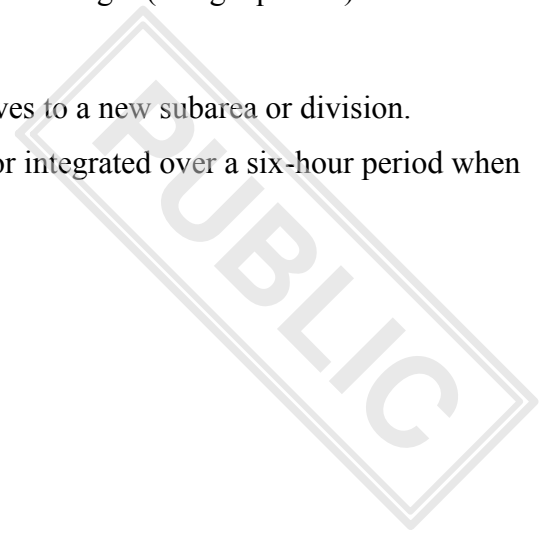 ves to a new subarea or division.
or integrated over a six-hour period when
PUBLIC